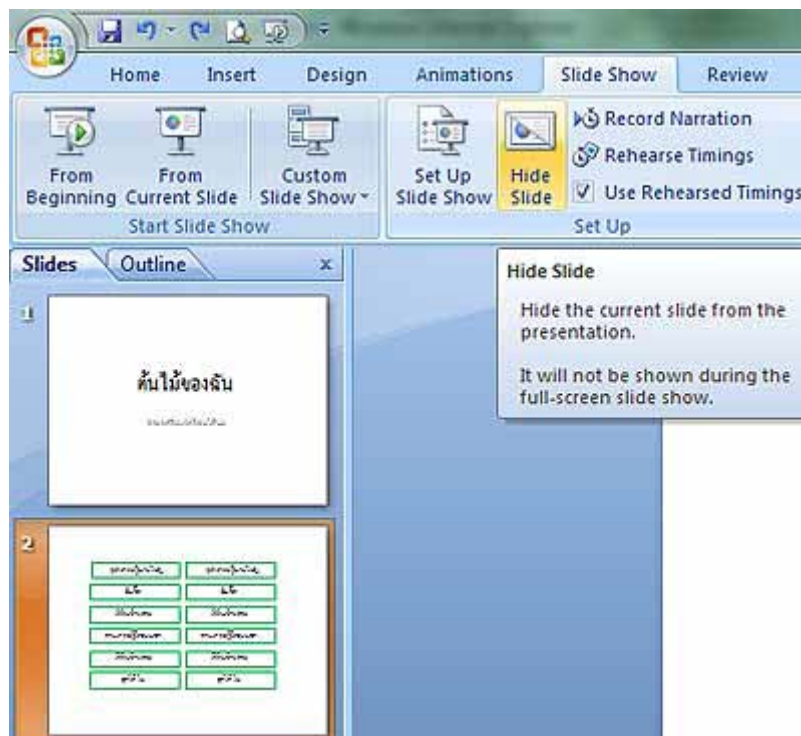 Home Insert Design Animations Slide Show Review
From Beginning
From Current Slide
Custom Slide Show
Start Slide Show
Set Up Slide Show
Hide Slide
Record Narration
Rehearse Timings
Use Rehearsed Timings
Set Up
Slides Outline x
Hide Slide
Hide the current slide from the
presentation.
It will not be shown during the
full-screen slide show.
1
ต้นไม้ของฉัน
2